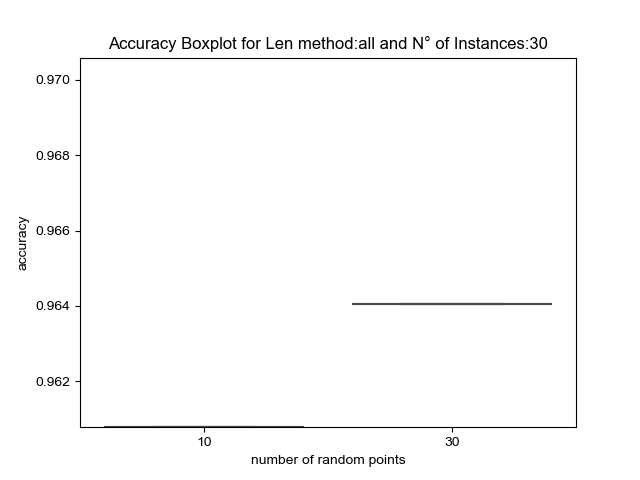 Accuracy Boxplot for Len method:all and N° of Instances:30
0.970
0.968
0.966
0.964
0.962
accuracy
10 30
number of random points